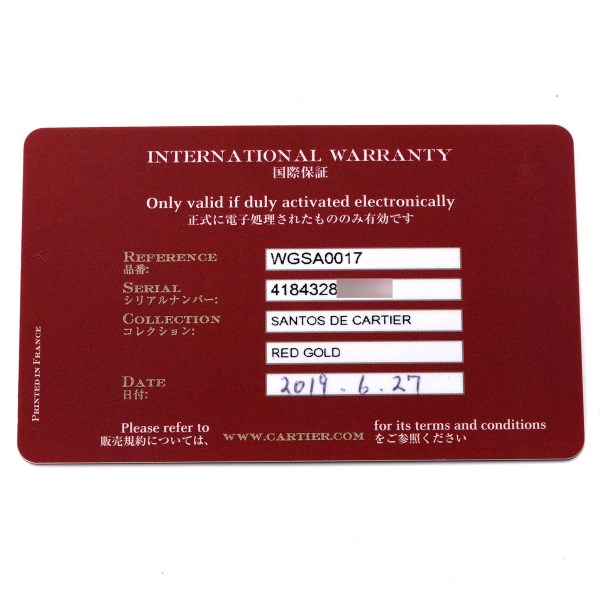 INTERNATIONAL WARRANTY
国際保証
Only valid if duly activated electronically
正式に電子処理されたもののみ有効です
REFERENCE WGSA0017
品番:
SERIAL 4184328
シリアルナンバー:
COLLECTION SANTOS DE CARTIER
コレクション:
RED GOLD
DATE 2019.6.27
日付:
Please refer to WWW.CARTIER.COM for its terms and conditions
販売規約については、 をご参照ください
PRINTED IN FRANCE